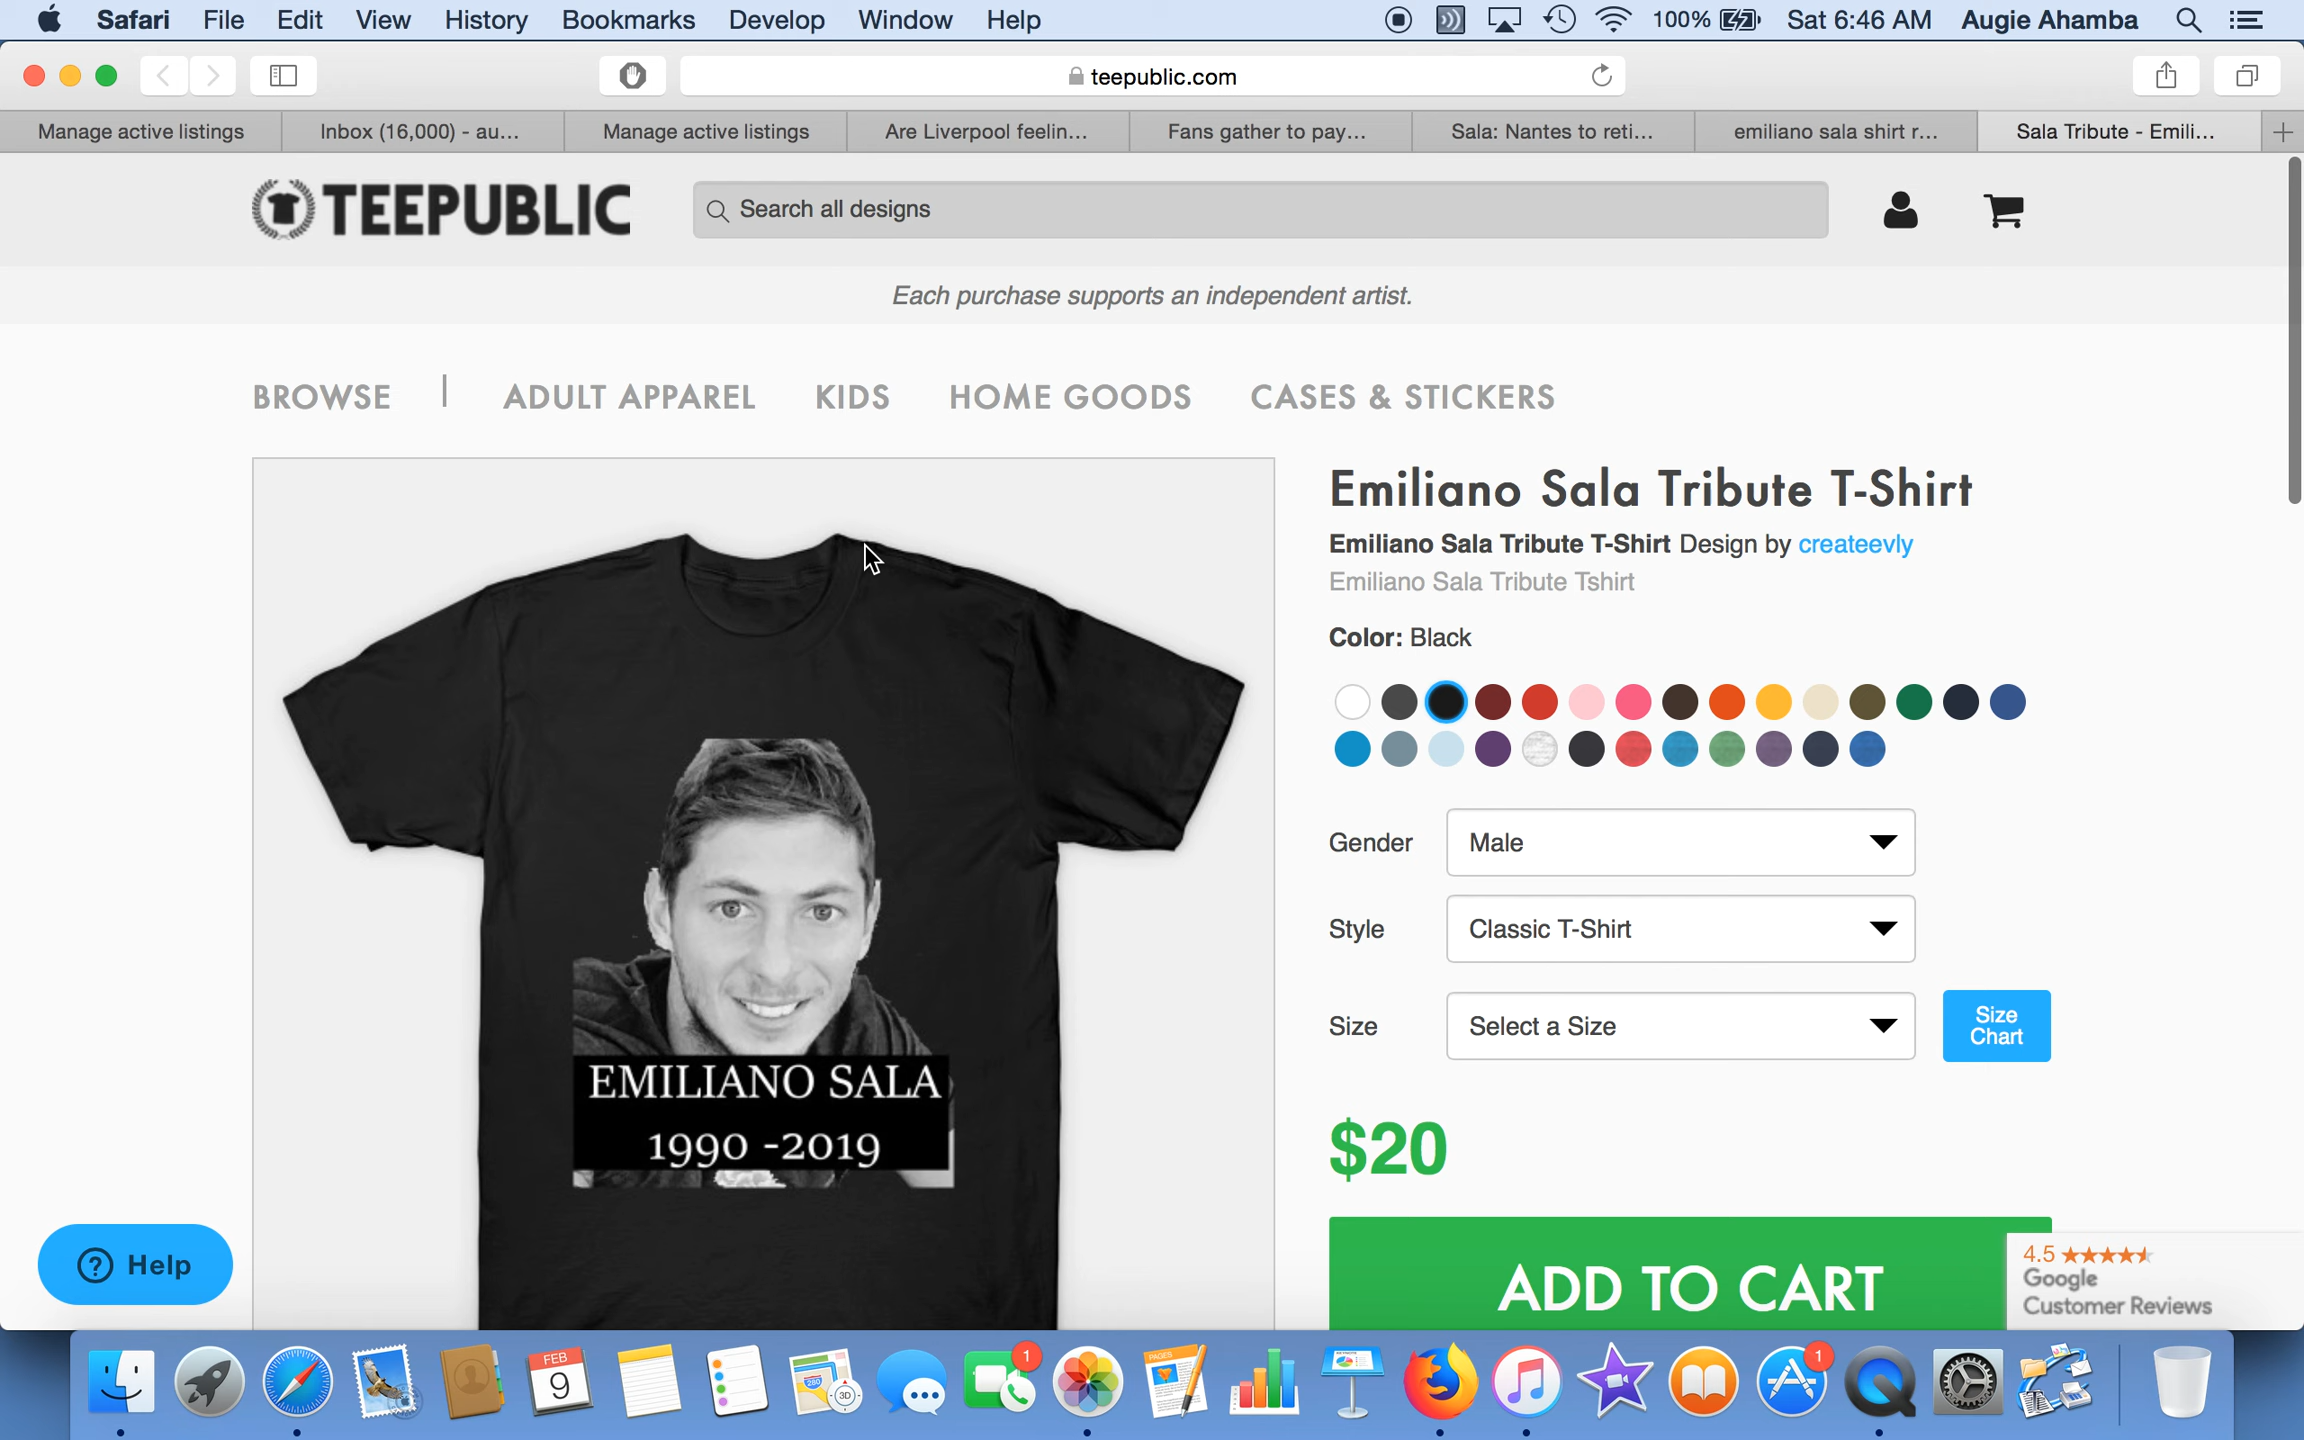 Safari File Edit View History Bookmarks Develop Window Help 100% Sat 6:46 AM Augie Ahamba
teepublic.com
Manage active listings Inbox (16,000) - au... Manage active listings Are Liverpool feelin... Fans gather to pay... Sala: Nantes to reti... emiliano sala shirt r... Sala Tribute - Emili...
TEEPUBLIC Search all designs
Each purchase supports an independent artist.
BROWSE | ADULT APPAREL KIDS HOME GOODS CASES & STICKERS
Emiliano Sala Tribute T-Shirt
Emiliano Sala Tribute T-Shirt Design by createevly
Emiliano Sala Tribute Tshirt
Color: Black
Gender Male
Style Classic T-Shirt
Size Select a Size
Size
Chart
EMILIANO SALA
1990 -2019
$20
ADD TO CART
4.5
Google
Customer Reviews
? Help
FEB
9
280
3D
1
PAGES
1